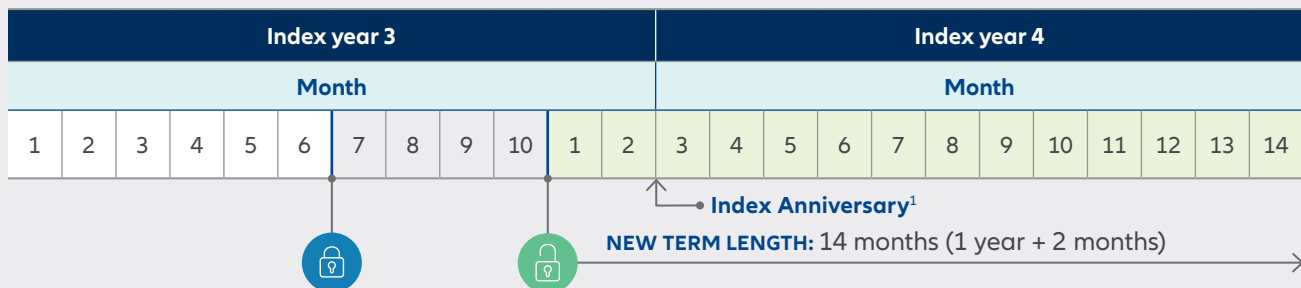 Index year 3 Index year 4
Month Month
1 2 3 4 5 6 7 8 9 10 1 2 3 4 5 6 7 8 9 10 11 12 13 14
Index Anniversary1
NEW TERM LENGTH: 14 months (1 year + 2 months)